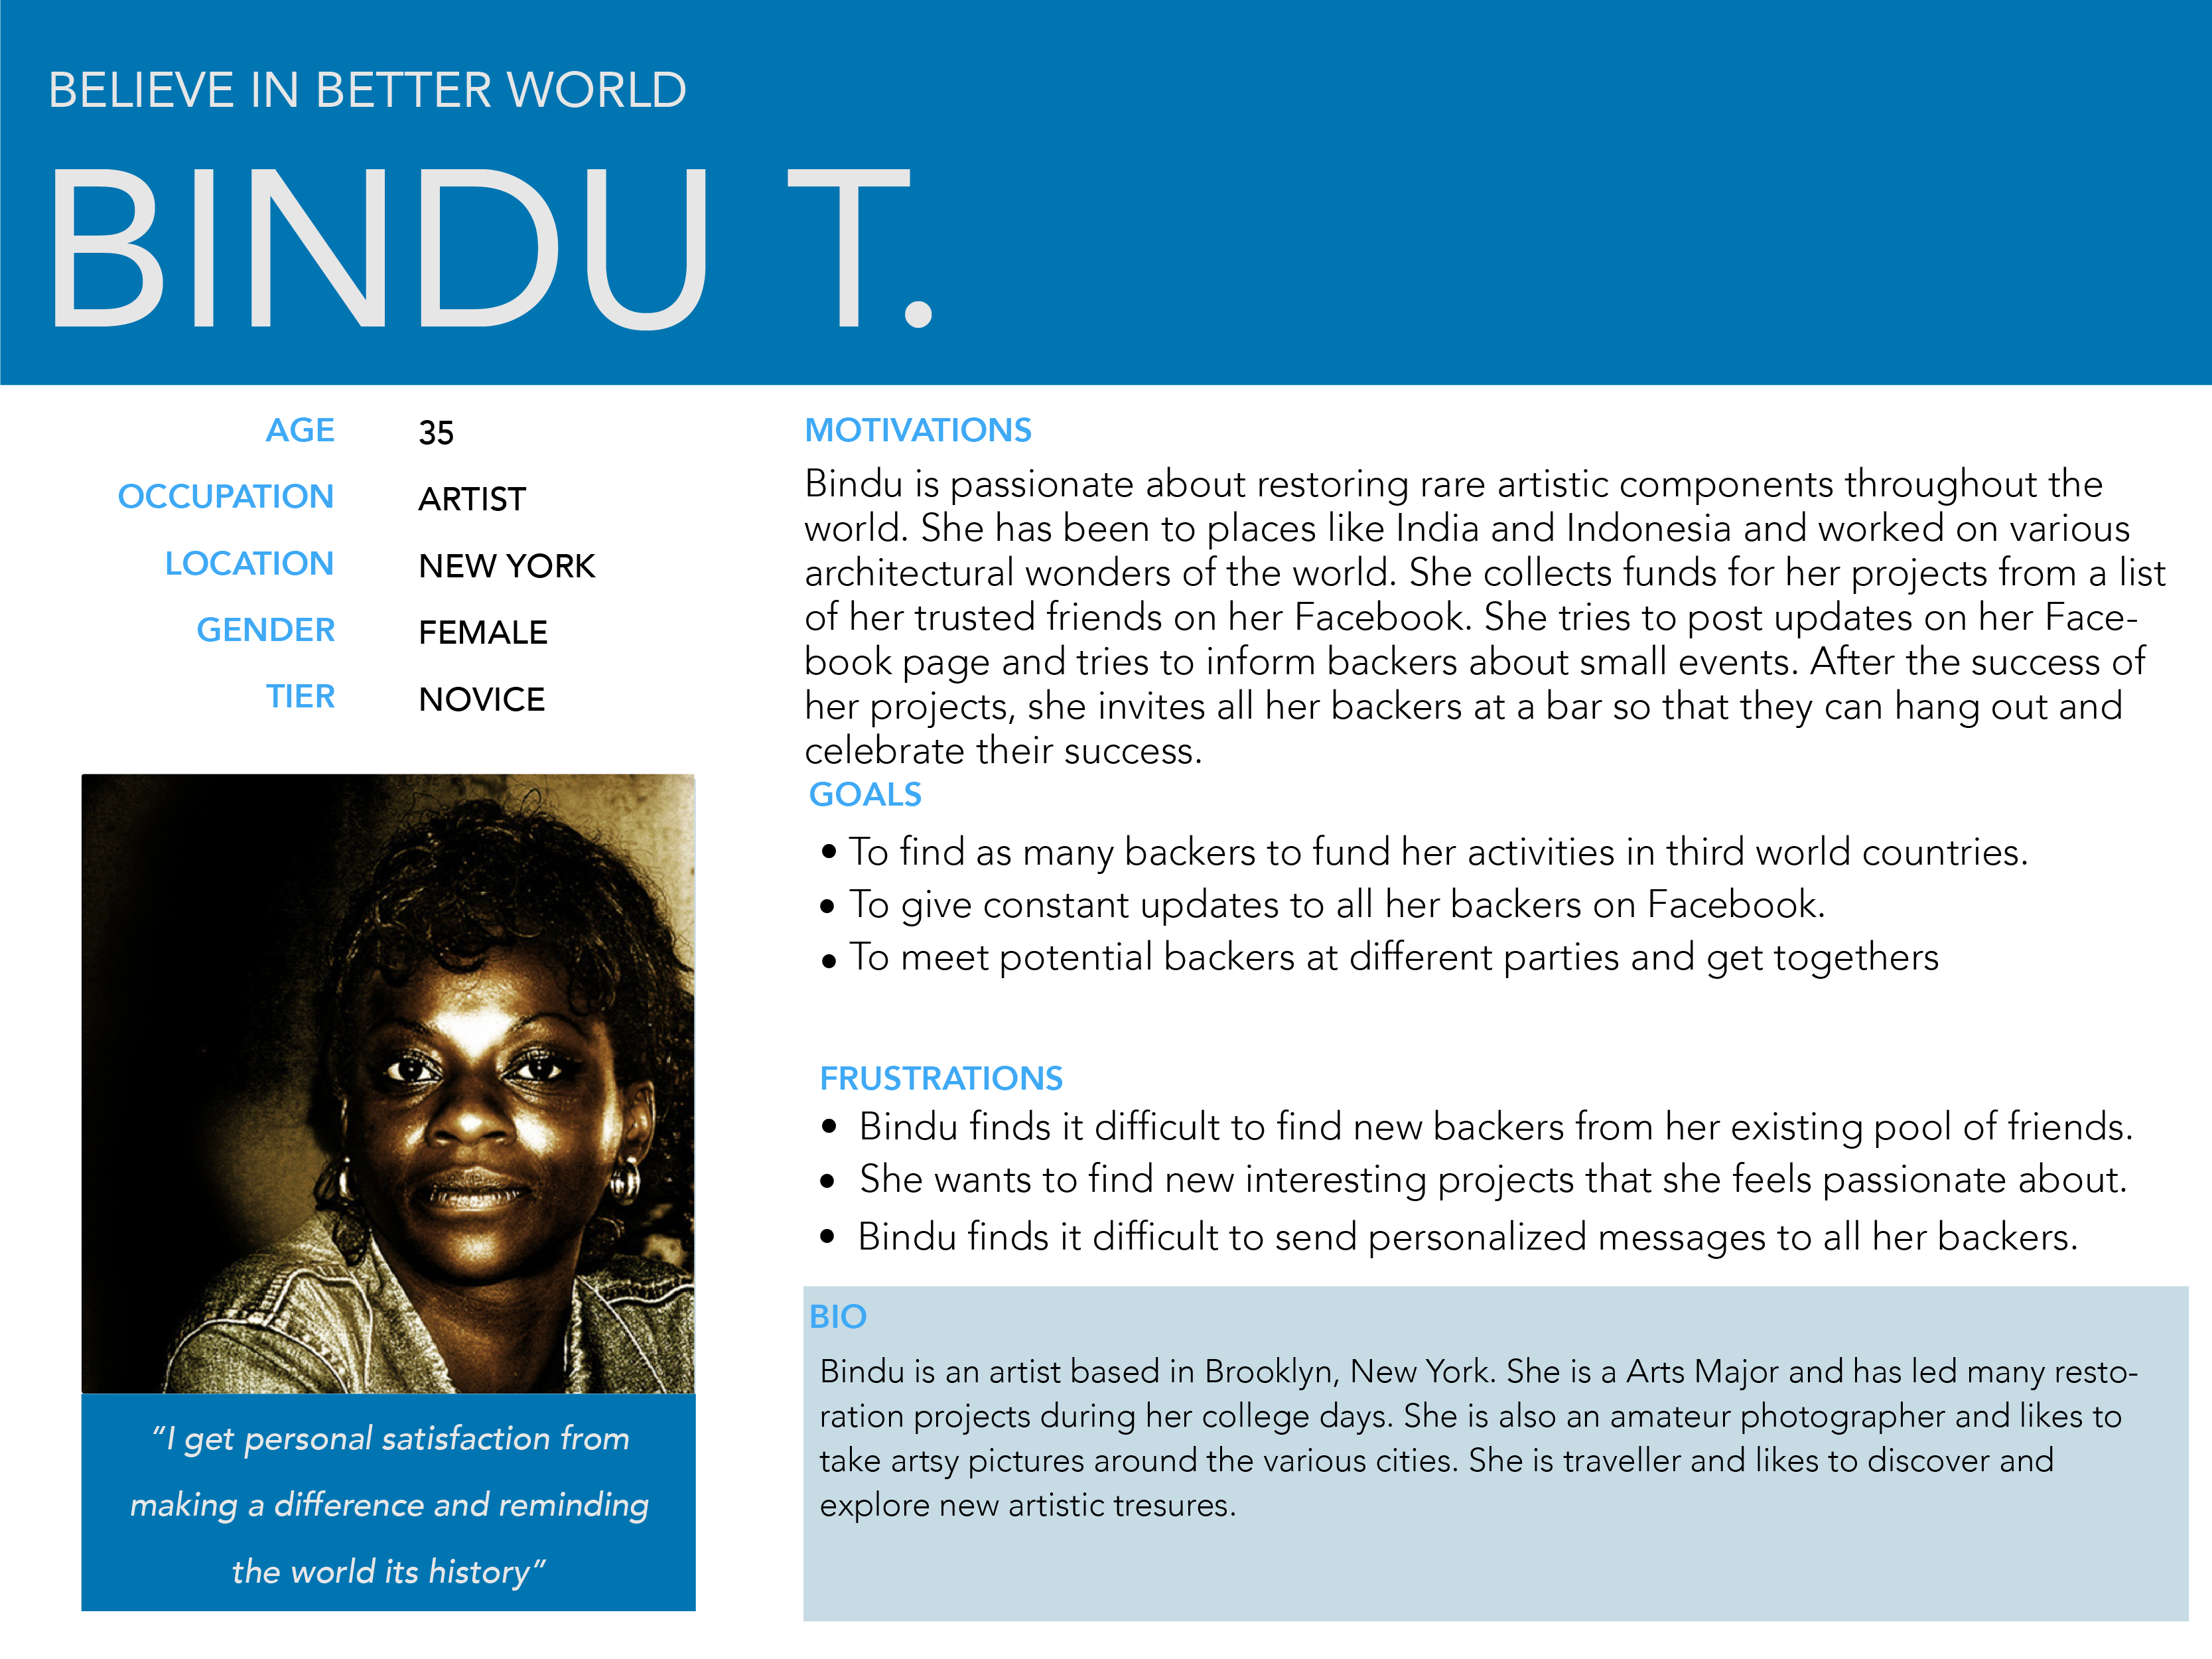 BELIEVE IN BETTER WORLD
BINDU T.
AGE 35
OCCUPATION ARTIST
LOCATION NEW YORK
GENDER FEMALE
TIER NOVICE
“I get personal satisfaction from
making a difference and reminding
the world its history”
MOTIVATIONS
Bindu is passionate about restoring rare artistic components throughout the
world. She has been to places like India and Indonesia and worked on various
architectural wonders of the world. She collects funds for her projects from a list
of her trusted friends on her Facebook. She tries to post updates on her Face-
book page and tries to inform backers about small events. After the success of
her projects, she invites all her backers at a bar so that they can hang out and
celebrate their success.
GOALS
• To find as many backers to fund her activities in third world countries.
• To give constant updates to all her backers on Facebook.
• To meet potential backers at different parties and get togethers
FRUSTRATIONS
• Bindu finds it difficult to find new backers from her existing pool of friends.
• She wants to find new interesting projects that she feels passionate about.
• Bindu finds it difficult to send personalized messages to all her backers.
BIO
Bindu is an artist based in Brooklyn, New York. She is a Arts Major and has led many resto-
ration projects during her college days. She is also an amateur photographer and likes to
take artsy pictures around the various cities. She is traveller and likes to discover and
explore new artistic tresures.